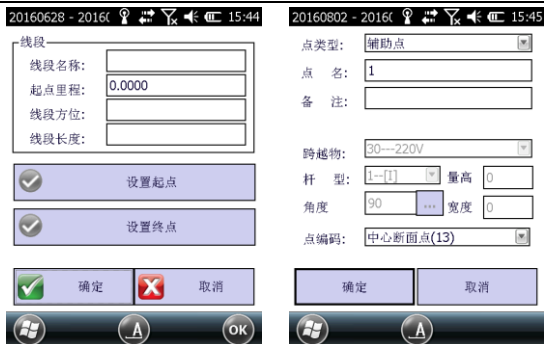 20160628 - 2016( 15:44
线段
线段名称:
起点里程: 0.0000
线段方位:
线段长度:
设置起点
设置终点
确定 取消
A OK
20160802 - 2016( 15:45
点类型: 辅助点
点 名: 1
备 注:
跨越物: 30---220V
杆 型: 1--[I] 量高 0
角度 90 ... 宽度 0
点编码: 中心断面点(13)
确定 取消
A